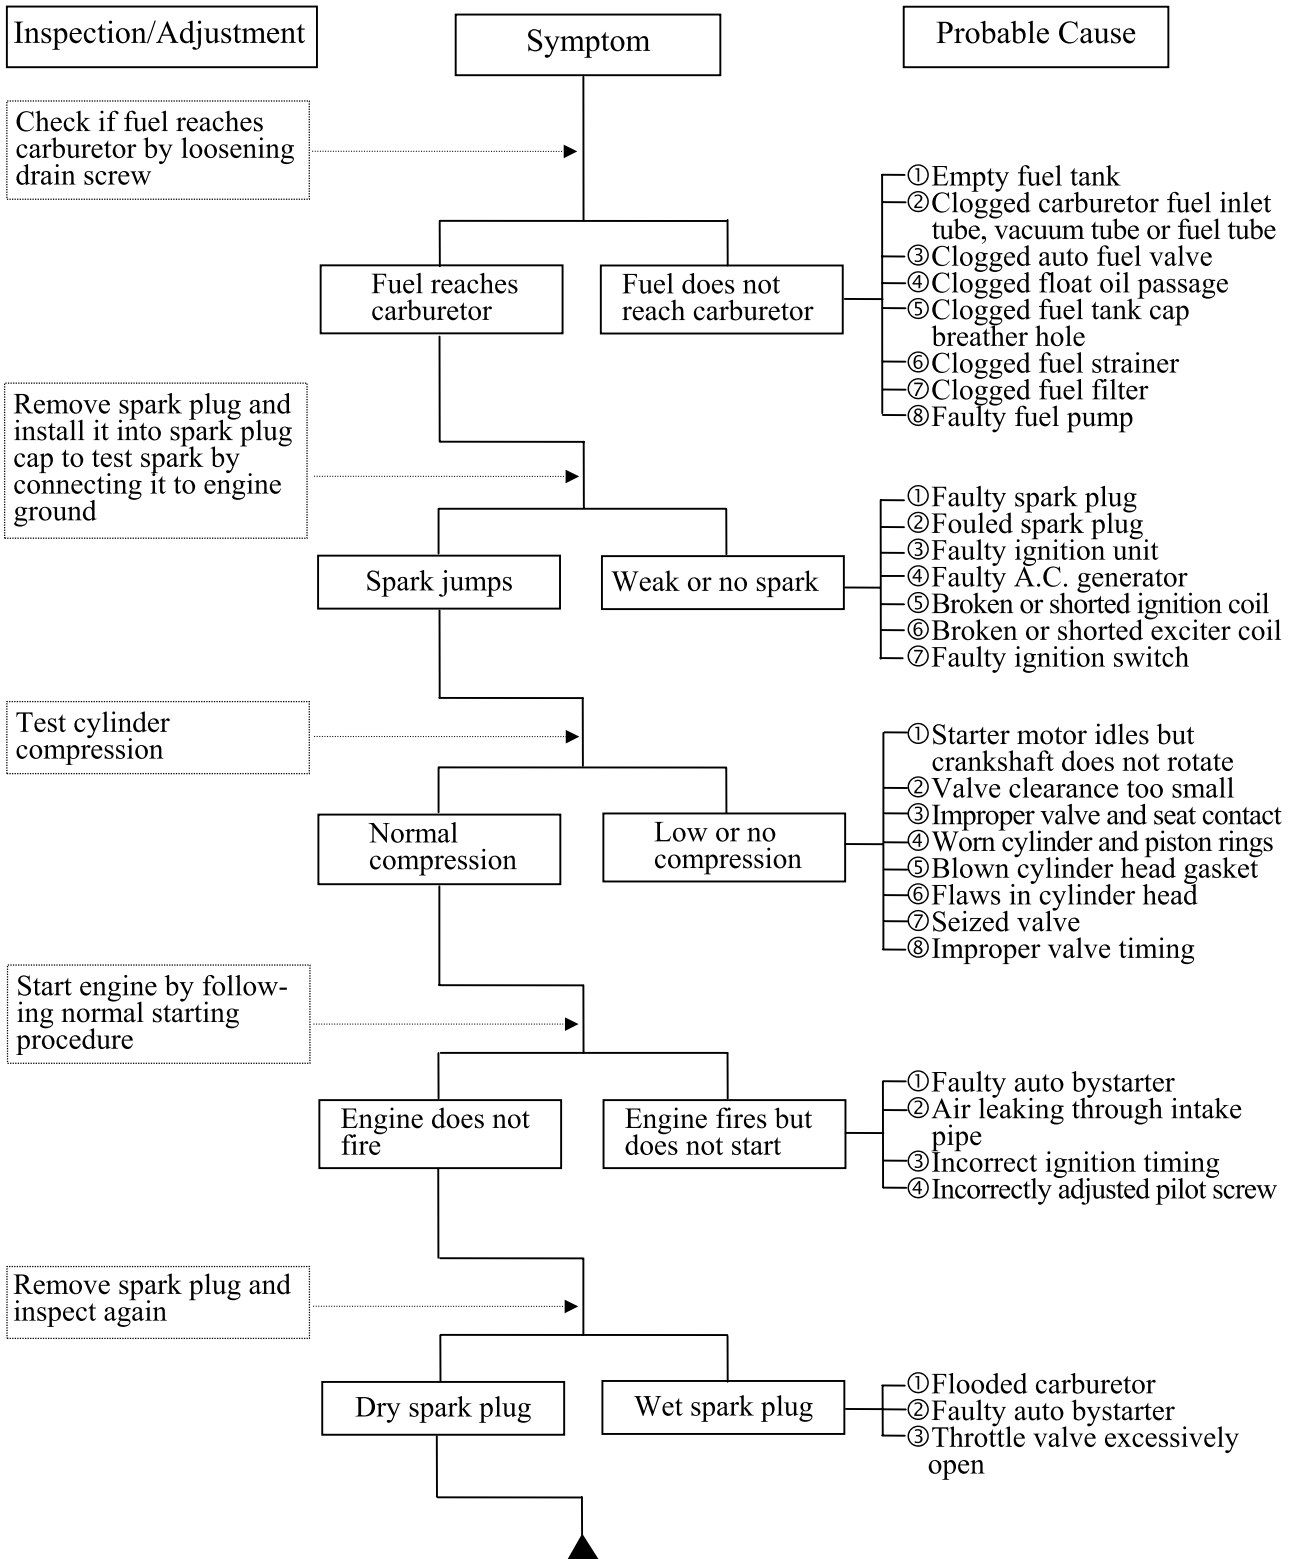 Inspection/Adjustment
Symptom
Probable Cause
Check if fuel reaches
carburetor by loosening
drain screw
①Empty fuel tank
②Clogged carburetor fuel inlet
tube, vacuum tube or fuel tube
③Clogged auto fuel valve
④Clogged float oil passage
⑤Clogged fuel tank cap
breather hole
⑥Clogged fuel strainer
⑦Clogged fuel filter
⑧Faulty fuel pump
Fuel reaches
carburetor
Fuel does not
reach carburetor
Remove spark plug and
install it into spark plug
cap to test spark by
connecting it to engine
ground
①Faulty spark plug
②Fouled spark plug
③Faulty ignition unit
④Faulty A.C. generator
⑤Broken or shorted ignition coil
⑥Broken or shorted exciter coil
⑦Faulty ignition switch
Spark jumps
Weak or no spark
Test cylinder
compression
①Starter motor idles but
crankshaft does not rotate
②Valve clearance too small
③Improper valve and seat contact
④Worn cylinder and piston rings
⑤Blown cylinder head gasket
⑥Flaws in cylinder head
⑦Seized valve
⑧Improper valve timing
Normal
compression
Low or no
compression
Start engine by follow-
ing normal starting
procedure
①Faulty auto bystarter
②Air leaking through intake
pipe
③Incorrect ignition timing
④Incorrectly adjusted pilot screw
Engine does not
fire
Engine fires but
does not start
Remove spark plug and
inspect again
①Flooded carburetor
②Faulty auto bystarter
③Throttle valve excessively
open
Dry spark plug
Wet spark plug